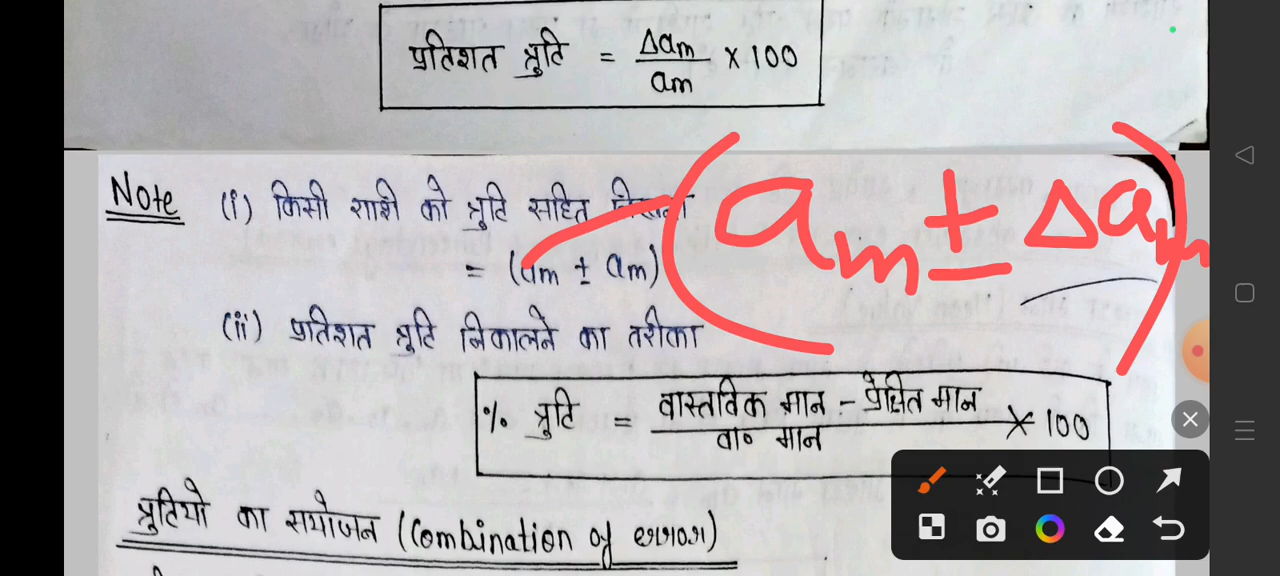 प्रतिशत त्रुटि = Δam / am × 100
Note (i) किसी राशि को त्रुटि सहित लिखना
= (am ± am)
(am ± Δam)
(ii) प्रतिशत त्रुटि निकालने का तरीका
% त्रुटि = वास्तविक मान - प्रेक्षित मान / वा० मान × 100
त्रुटियो का संयोजन (Combination of errors)